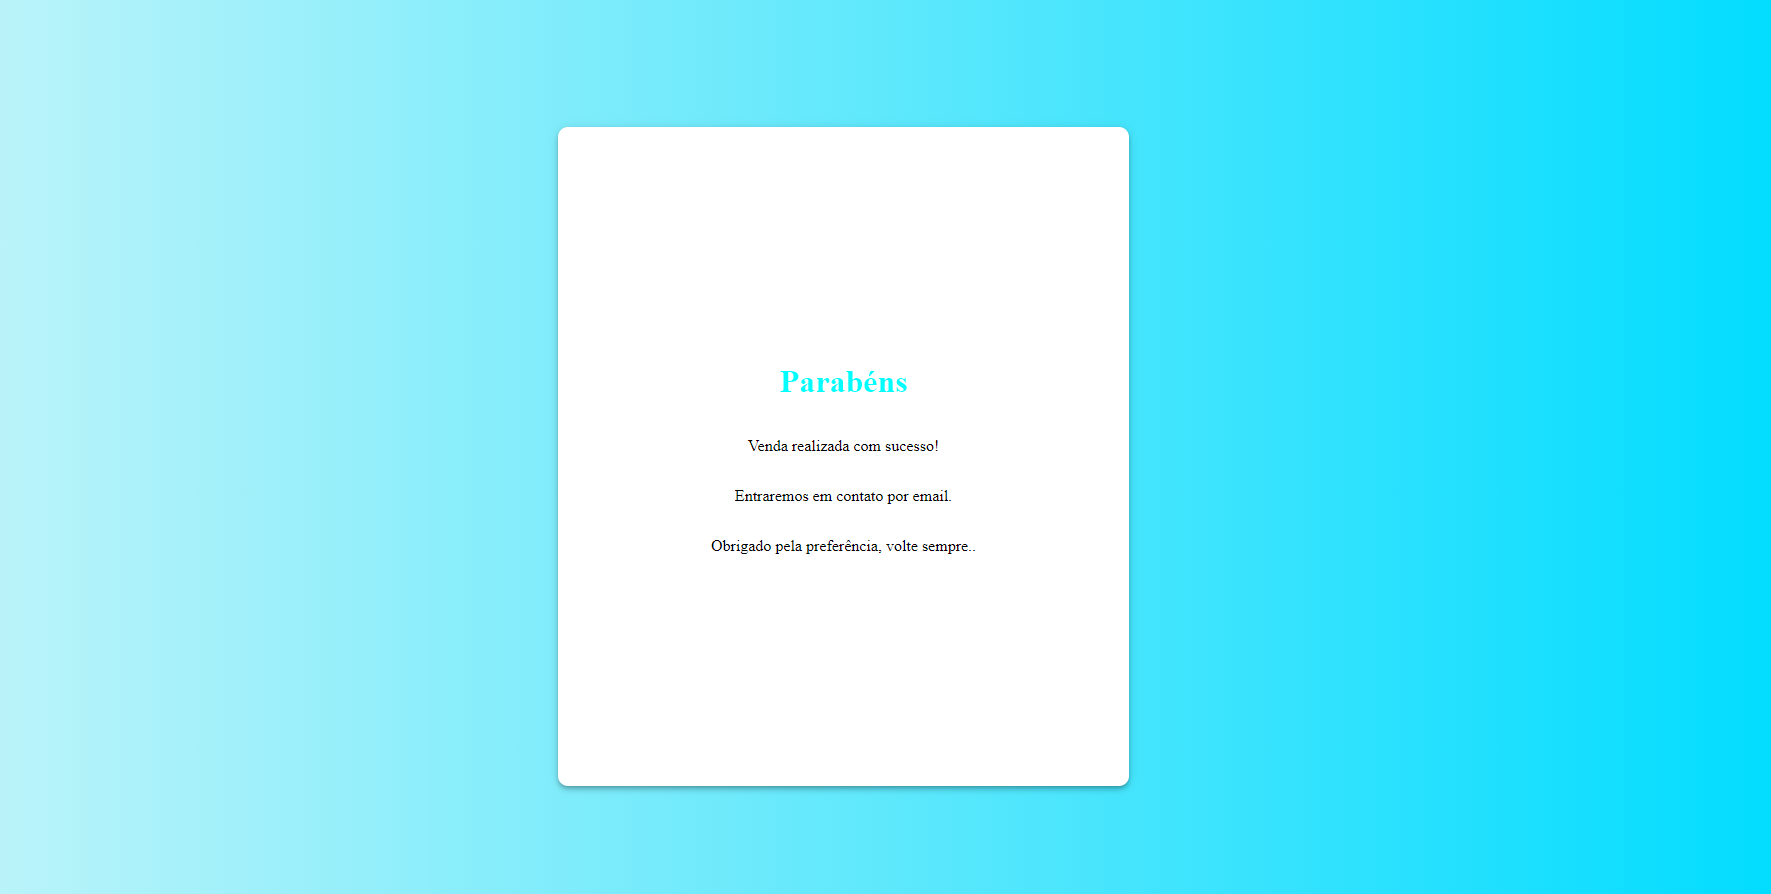 Parabéns
Venda realizada com sucesso!
Entraremos em contato por email.
Obrigado pela preferência, volte sempre..